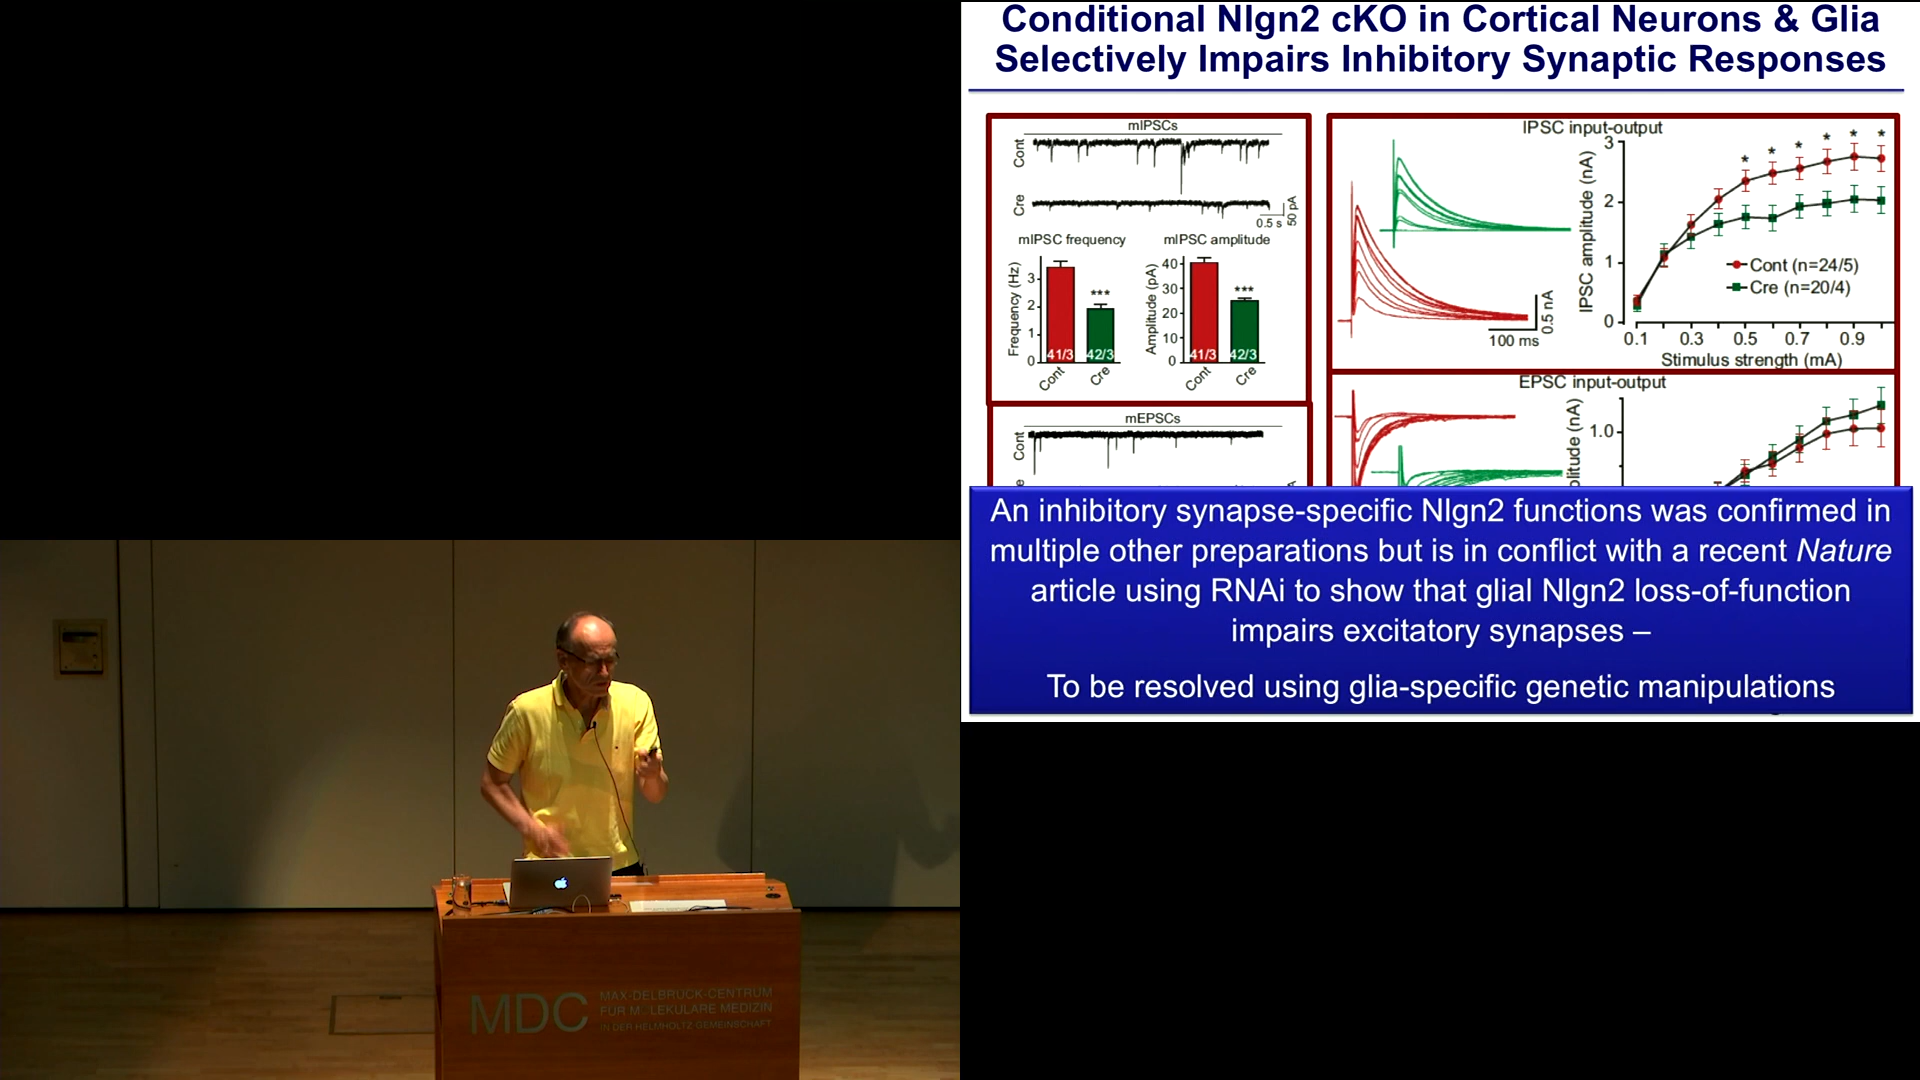 Conditional Nlgn2 cKO in Cortical Neurons & Glia
Selectively Impairs Inhibitory Synaptic Responses
mIPSCs
Cont
Cre
0.5 s
50 pA
mIPSC frequency
Frequency (Hz)
3
2
1
0
***
41/3
42/3
Cont
Cre
mIPSC amplitude
Amplitude (pA)
40
30
20
10
0
***
41/3
42/3
Cont
Cre
mEPSCs
Cont
IPSC input-output
0.5 nA
100 ms
IPSC amplitude (nA)
3
2
1
0
* * * * * *
Cont (n=24/5)
Cre (n=20/4)
0.1 0.3 0.5 0.7 0.9
Stimulus strength (mA)
EPSC input-output
plitude (nA)
1.0
An inhibitory synapse-specific Nlgn2 functions was confirmed in
multiple other preparations but is in conflict with a recent Nature
article using RNAi to show that glial Nlgn2 loss-of-function
impairs excitatory synapses –
To be resolved using glia-specific genetic manipulations
MDC
MAX-DELBRÜCK-CENTRUM
FÜR M LEKULARE MEDIZIN
IN DER HELMHOLTZ-GEMEINSCHAFT